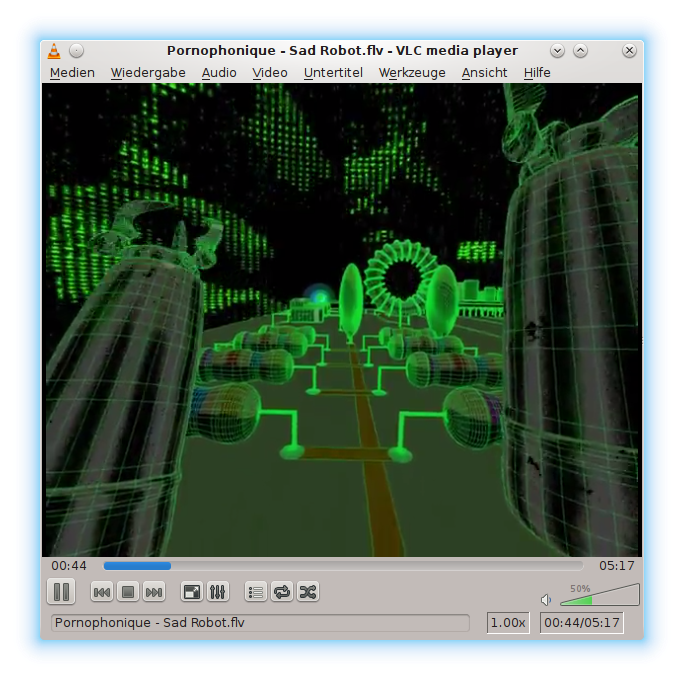 Pornophonique - Sad Robot.flv - VLC media player
Medien Wiedergabe Audio Video Untertitel Werkzeuge Ansicht Hilfe
00:44 05:17
50%
Pornophonique - Sad Robot.flv 1.00x 00:44/05:17